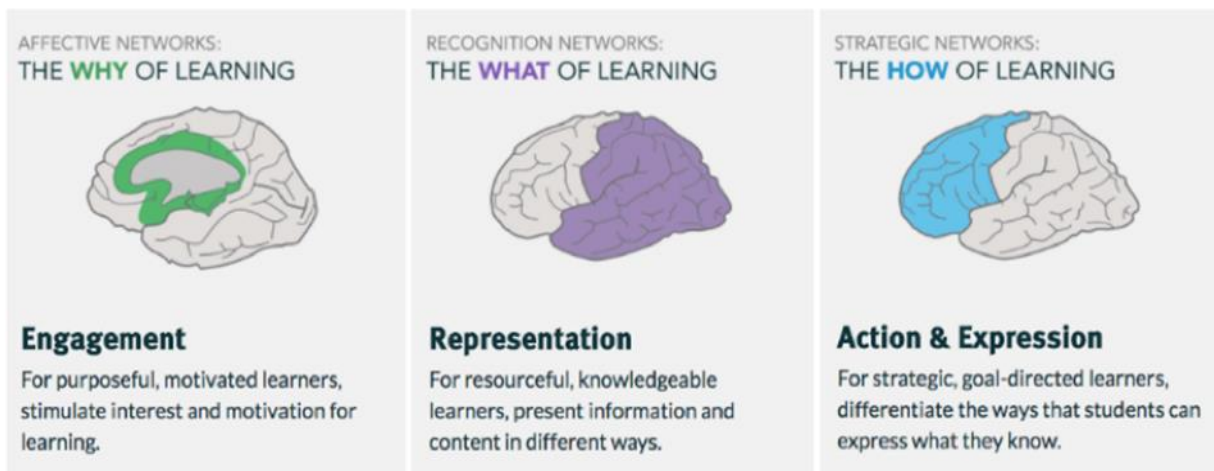 AFFECTIVE NETWORKS:
THE WHY OF LEARNING
Engagement
For purposeful, motivated learners,
stimulate interest and motivation for
learning.
RECOGNITION NETWORKS:
THE WHAT OF LEARNING
Representation
For resourceful, knowledgeable
learners, present information and
content in different ways.
STRATEGIC NETWORKS:
THE HOW OF LEARNING
Action & Expression
For strategic, goal-directed learners,
differentiate the ways that students can
express what they know.